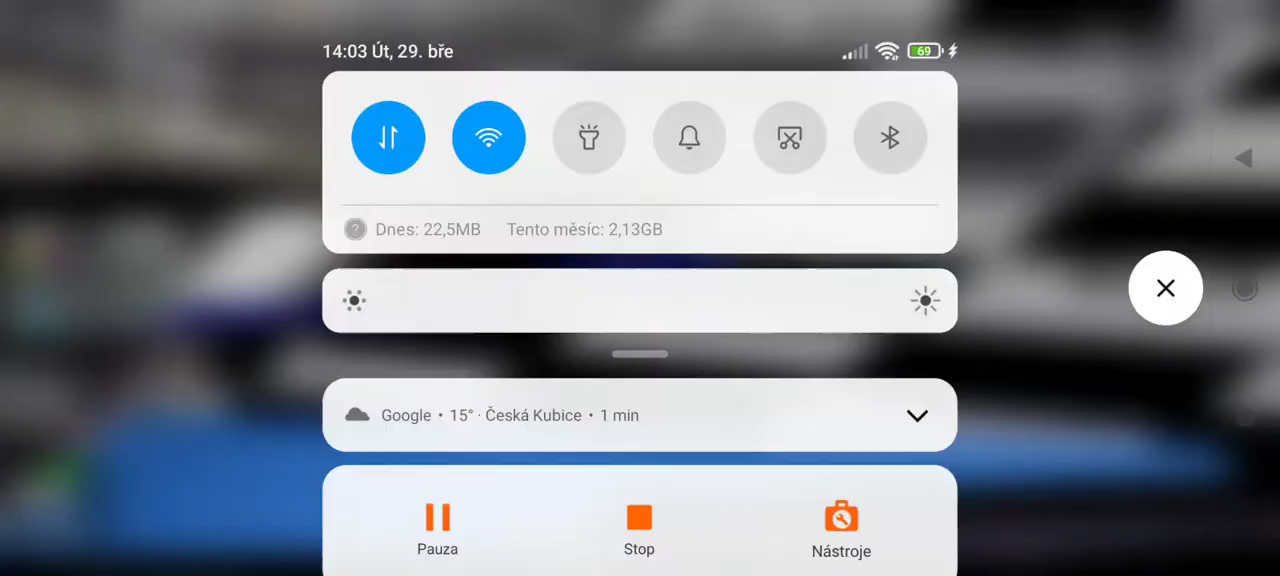 14:03 Út, 29. bře
69
Dnes: 22,5MB Tento měsíc: 2,13GB
Google • 15° · Česká Kubice • 1 min
Pauza Stop Nástroje